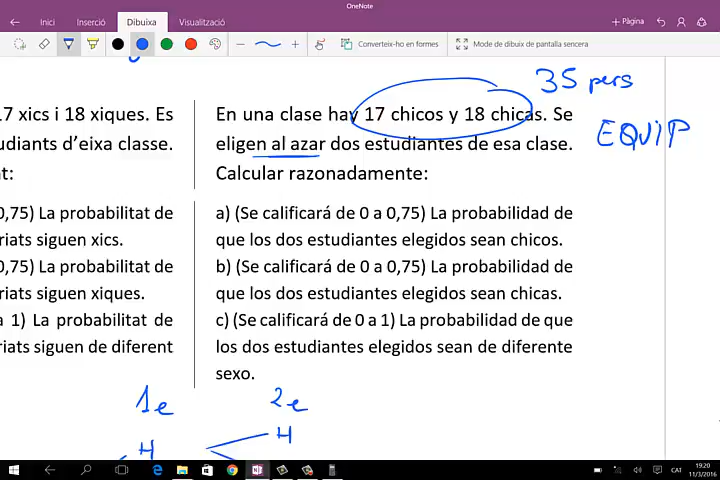 OneNote
Inici Inserció Dibuixa Visualització
+ Pàgina
Converteix-ho en formes
Mode de dibuix de pantalla sencera
35 pers
7 xics i 18 xiques. Es
En una clase hay 17 chicos y 18 chicas. Se
EQUIP
udiants d’eixa classe.
eligen al azar dos estudiantes de esa clase.
t:
Calcular razonadamente:
0,75) La probabilitat de
a) (Se calificará de 0 a 0,75) La probabilidad de
riats siguen xics.
que los dos estudiantes elegidos sean chicos.
0,75) La probabilitat de
b) (Se calificará de 0 a 0,75) La probabilidad de
riats siguen xiques.
que los dos estudiantes elegidos sean chicas.
a 1) La probabilitat de
c) (Se calificará de 0 a 1) La probabilidad de que
riats siguen de diferent
los dos estudiantes elegidos sean de diferente
sexo.
1e 2e
H H
CAT
19:20
11/3/2016